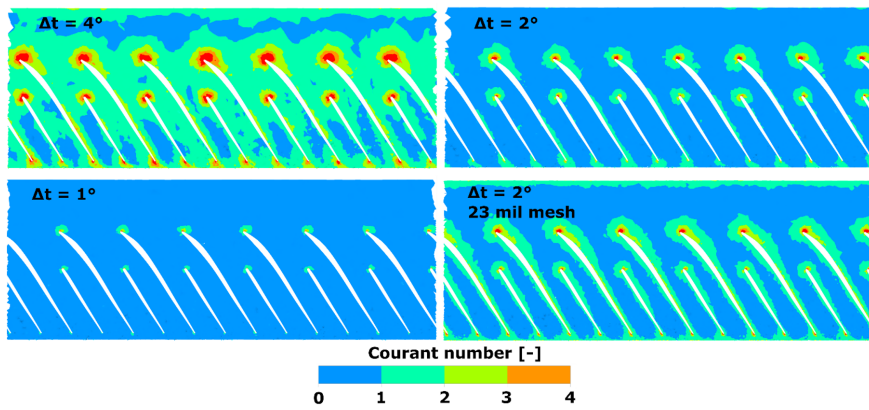 Δt = 4°
Δt = 2°
Δt = 1°
Δt = 2°
23 mil mesh
Courant number [-]
0 1 2 3 4